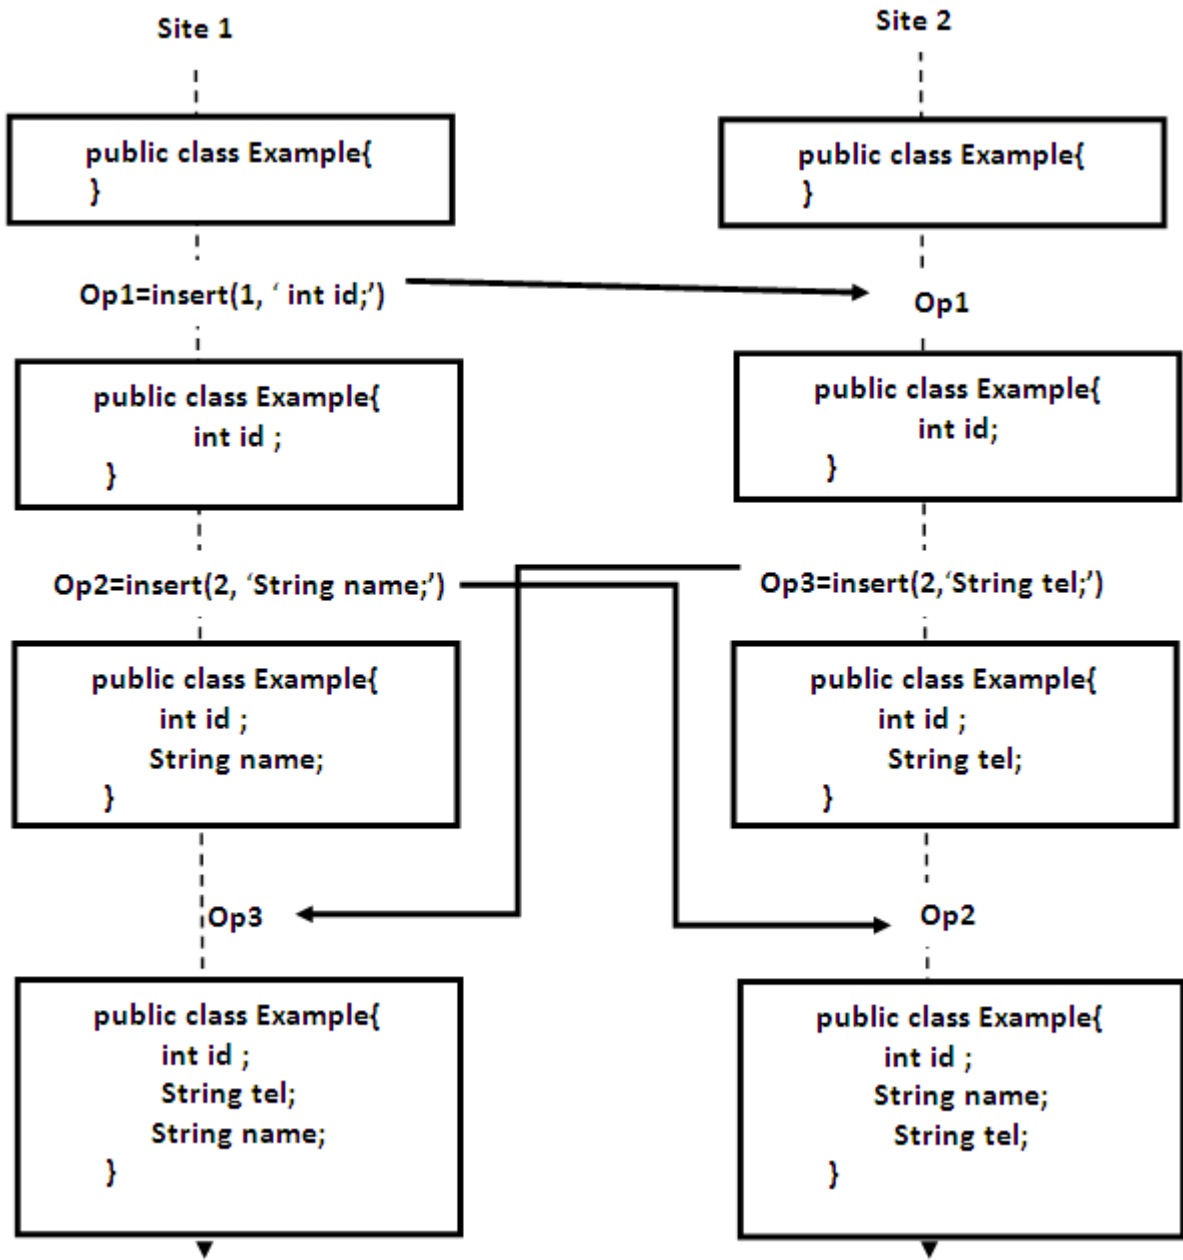 Site 1
Site 2
public class Example{
}
public class Example{
}
Op1=insert(1, ‘ int id;’)
Op1
public class Example{
int id ;
}
public class Example{
int id;
}
Op2=insert(2, ‘String name;’)
Op3=insert(2,‘String tel;’)
public class Example{
int id ;
String name;
}
public class Example{
int id ;
String tel;
}
Op3
Op2
public class Example{
int id ;
String tel;
String name;
}
public class Example{
int id ;
String name;
String tel;
}